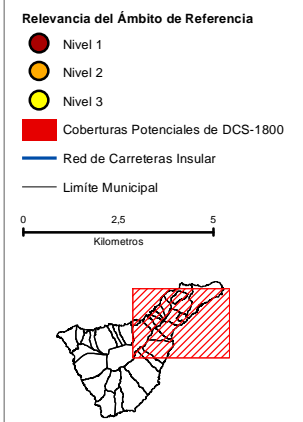 Relevancia del Ámbito de Referencia
Nivel 1
Nivel 2
Nivel 3
Coberturas Potenciales de DCS-1800
Red de Carreteras Insular
Limíte Municipal
0 2,5 5
Kilometros